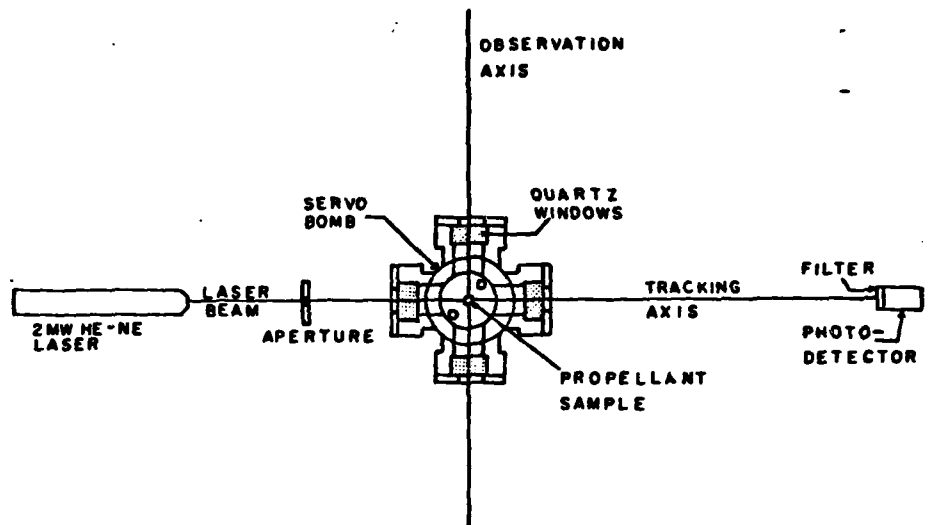 OBSERVATION
AXIS
SERVO
BOMB
QUARTZ
WINDOWS
FILTER
LASER
BEAM
TRACKING
AXIS
2MW HE-NE
LASER
APERTURE
PHOTO-
DETECTOR
PROPELLANT
SAMPLE